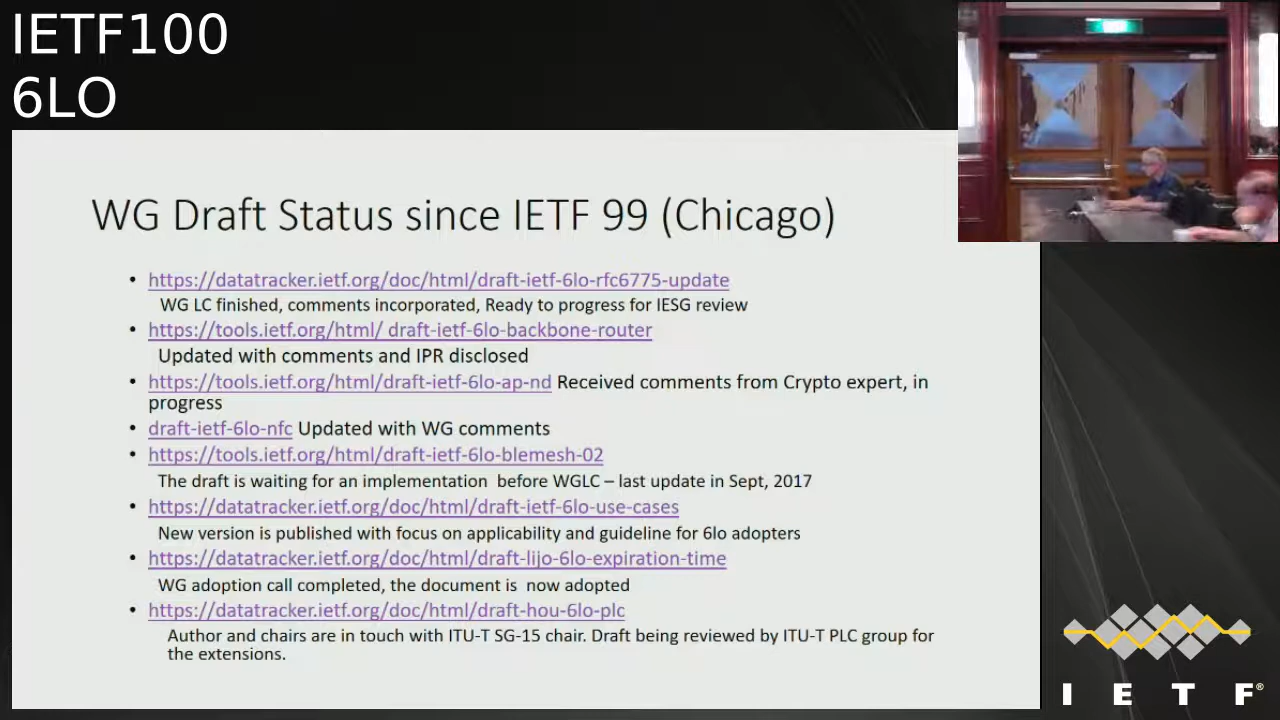 IETF100
6LO
WG Draft Status since IETF 99 (Chicago)
• https://datatracker.ietf.org/doc/html/draft-ietf-6lo-rfc6775-update
WG LC finished, comments incorporated, Ready to progress for IESG review
• https://tools.ietf.org/html/ draft-ietf-6lo-backbone-router
Updated with comments and IPR disclosed
• https://tools.ietf.org/html/draft-ietf-6lo-ap-nd Received comments from Crypto expert, in
progress
• draft-ietf-6lo-nfc Updated with WG comments
• https://tools.ietf.org/html/draft-ietf-6lo-blemesh-02
The draft is waiting for an implementation before WGLC – last update in Sept, 2017
• https://datatracker.ietf.org/doc/html/draft-ietf-6lo-use-cases
New version is published with focus on applicability and guideline for 6lo adopters
• https://datatracker.ietf.org/doc/html/draft-lijo-6lo-expiration-time
WG adoption call completed, the document is now adopted
• https://datatracker.ietf.org/doc/html/draft-hou-6lo-plc
Author and chairs are in touch with ITU-T SG-15 chair. Draft being reviewed by ITU-T PLC group for
the extensions.
I E T F®